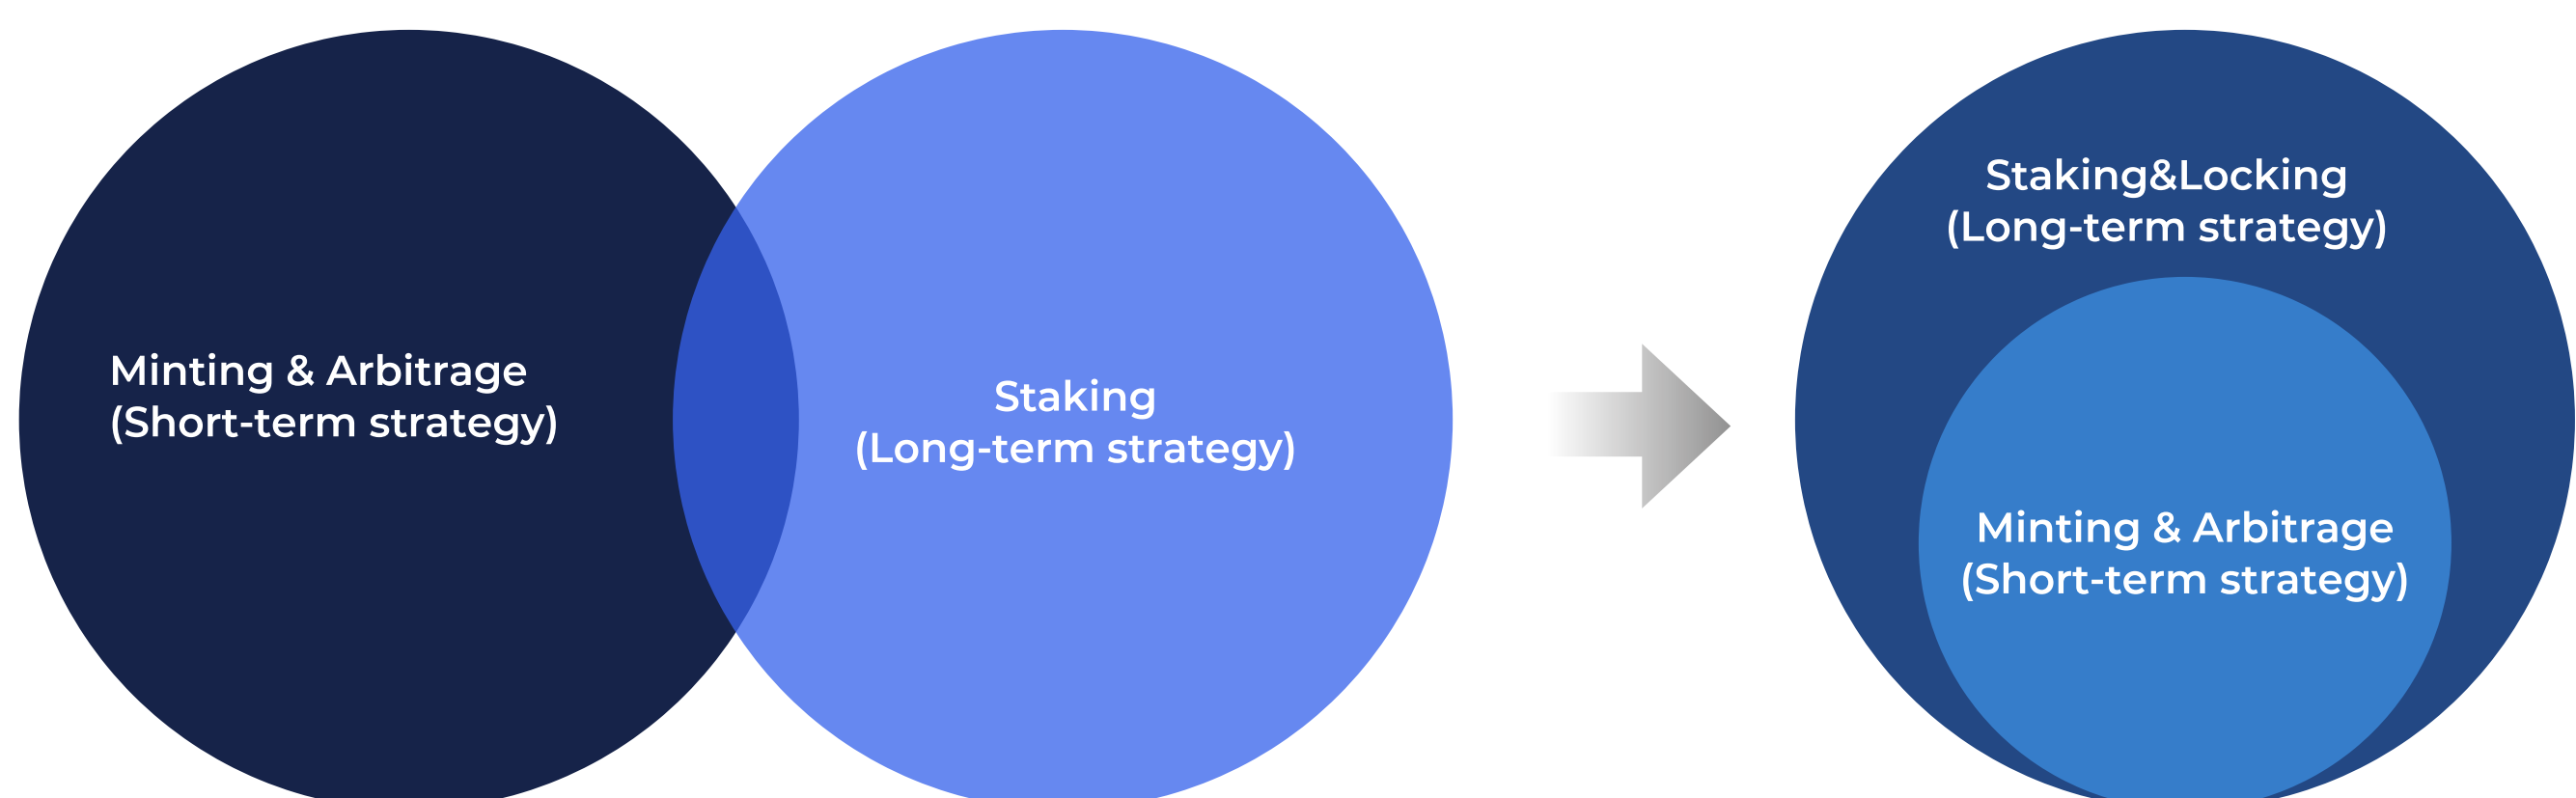 Minting & Arbitrage
(Short-term strategy)
Staking
(Long-term strategy)
Staking&Locking
(Long-term strategy)
Minting & Arbitrage
(Short-term strategy)